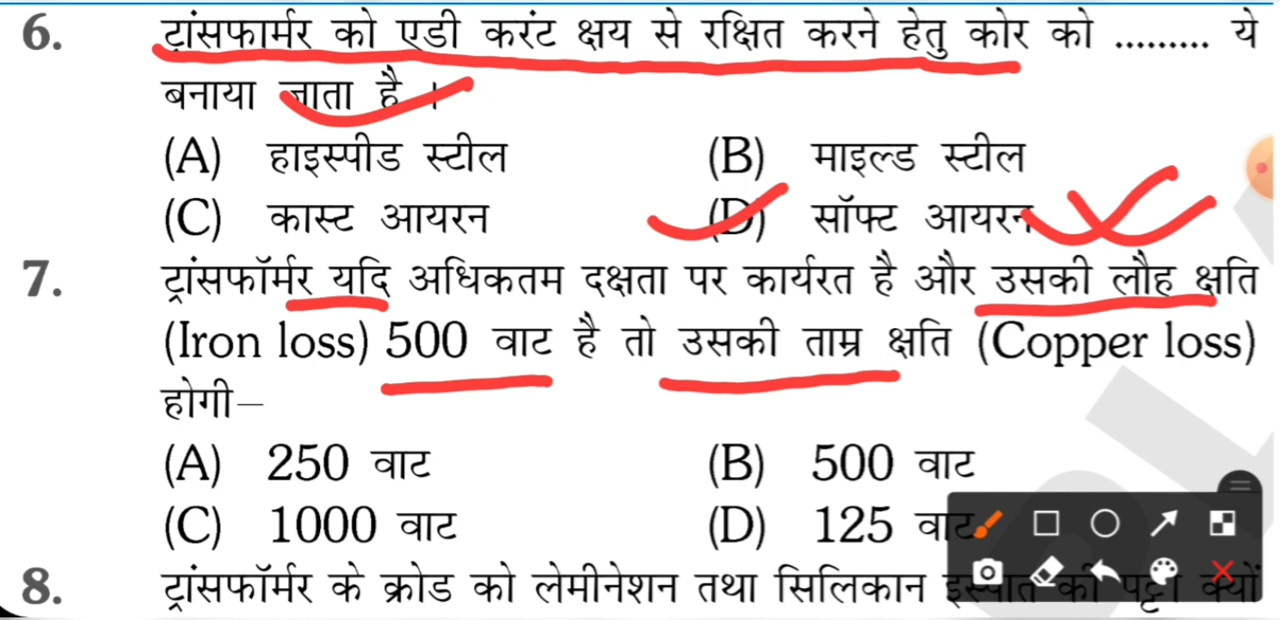 6. ट्रांसफार्मर को एडी करंट क्षय से रक्षित करने हेतु कोर को ......... ये
बनाया जाता है ।
(A) हाइस्पीड स्टील (B) माइल्ड स्टील
(C) कास्ट आयरन (D) सॉफ्ट आयरन
7. ट्रांसफॉर्मर यदि अधिकतम दक्षता पर कार्यरत है और उसकी लौह क्षति
(Iron loss) 500 वाट है तो उसकी ताम्र क्षति (Copper loss)
होगी–
(A) 250 वाट (B) 500 वाट
(C) 1000 वाट (D) 125 वाट
8. ट्रांसफॉर्मर के क्रोड को लेमीनेशन तथा सिलिकान इस्पात की पट्टी क्यों